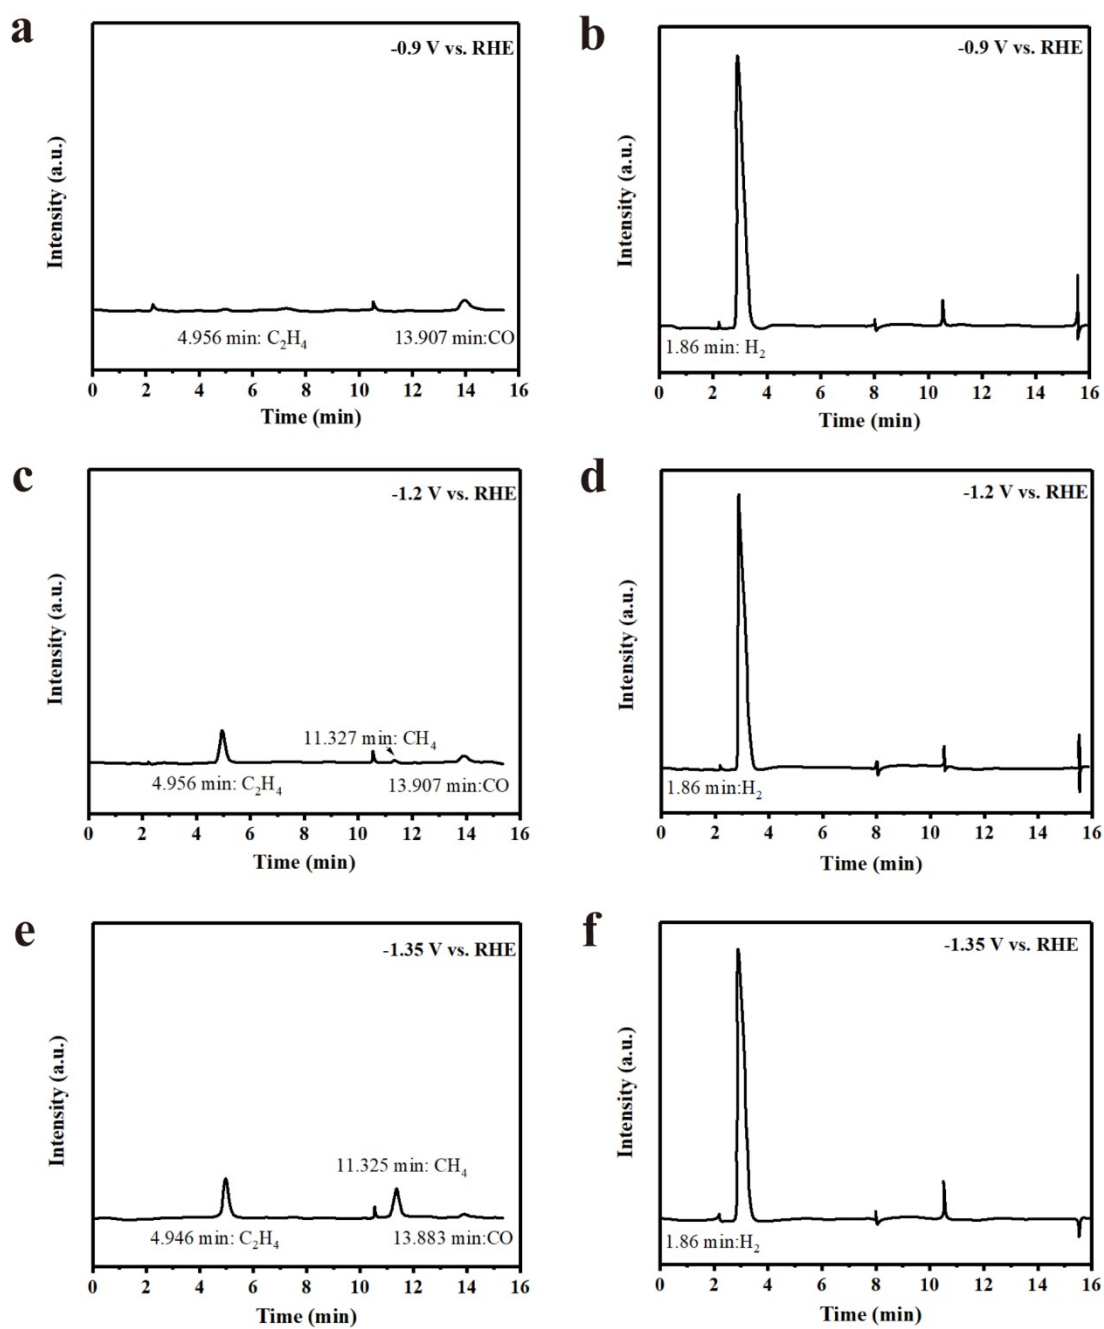 a
-0.9 V vs. RHE
Intensity (a.u.)
4.956 min: C₂H₄
13.907 min:CO
0 2 4 6 8 10 12 14 16
Time (min)
b
-0.9 V vs. RHE
Intensity (a.u.)
1.86 min: H₂
0 2 4 6 8 10 12 14 16
Time (min)
c
-1.2 V vs. RHE
Intensity (a.u.)
11.327 min: CH₄
4.956 min: C₂H₄
13.907 min:CO
0 2 4 6 8 10 12 14 16
Time (min)
d
-1.2 V vs. RHE
Intensity (a.u.)
1.86 min:H₂
0 2 4 6 8 10 12 14 16
Time (min)
e
-1.35 V vs. RHE
Intensity (a.u.)
11.325 min: CH₄
4.946 min: C₂H₄
13.883 min:CO
0 2 4 6 8 10 12 14 16
Time (min)
f
-1.35 V vs. RHE
Intensity (a.u.)
1.86 min:H₂
0 2 4 6 8 10 12 14 16
Time (min)